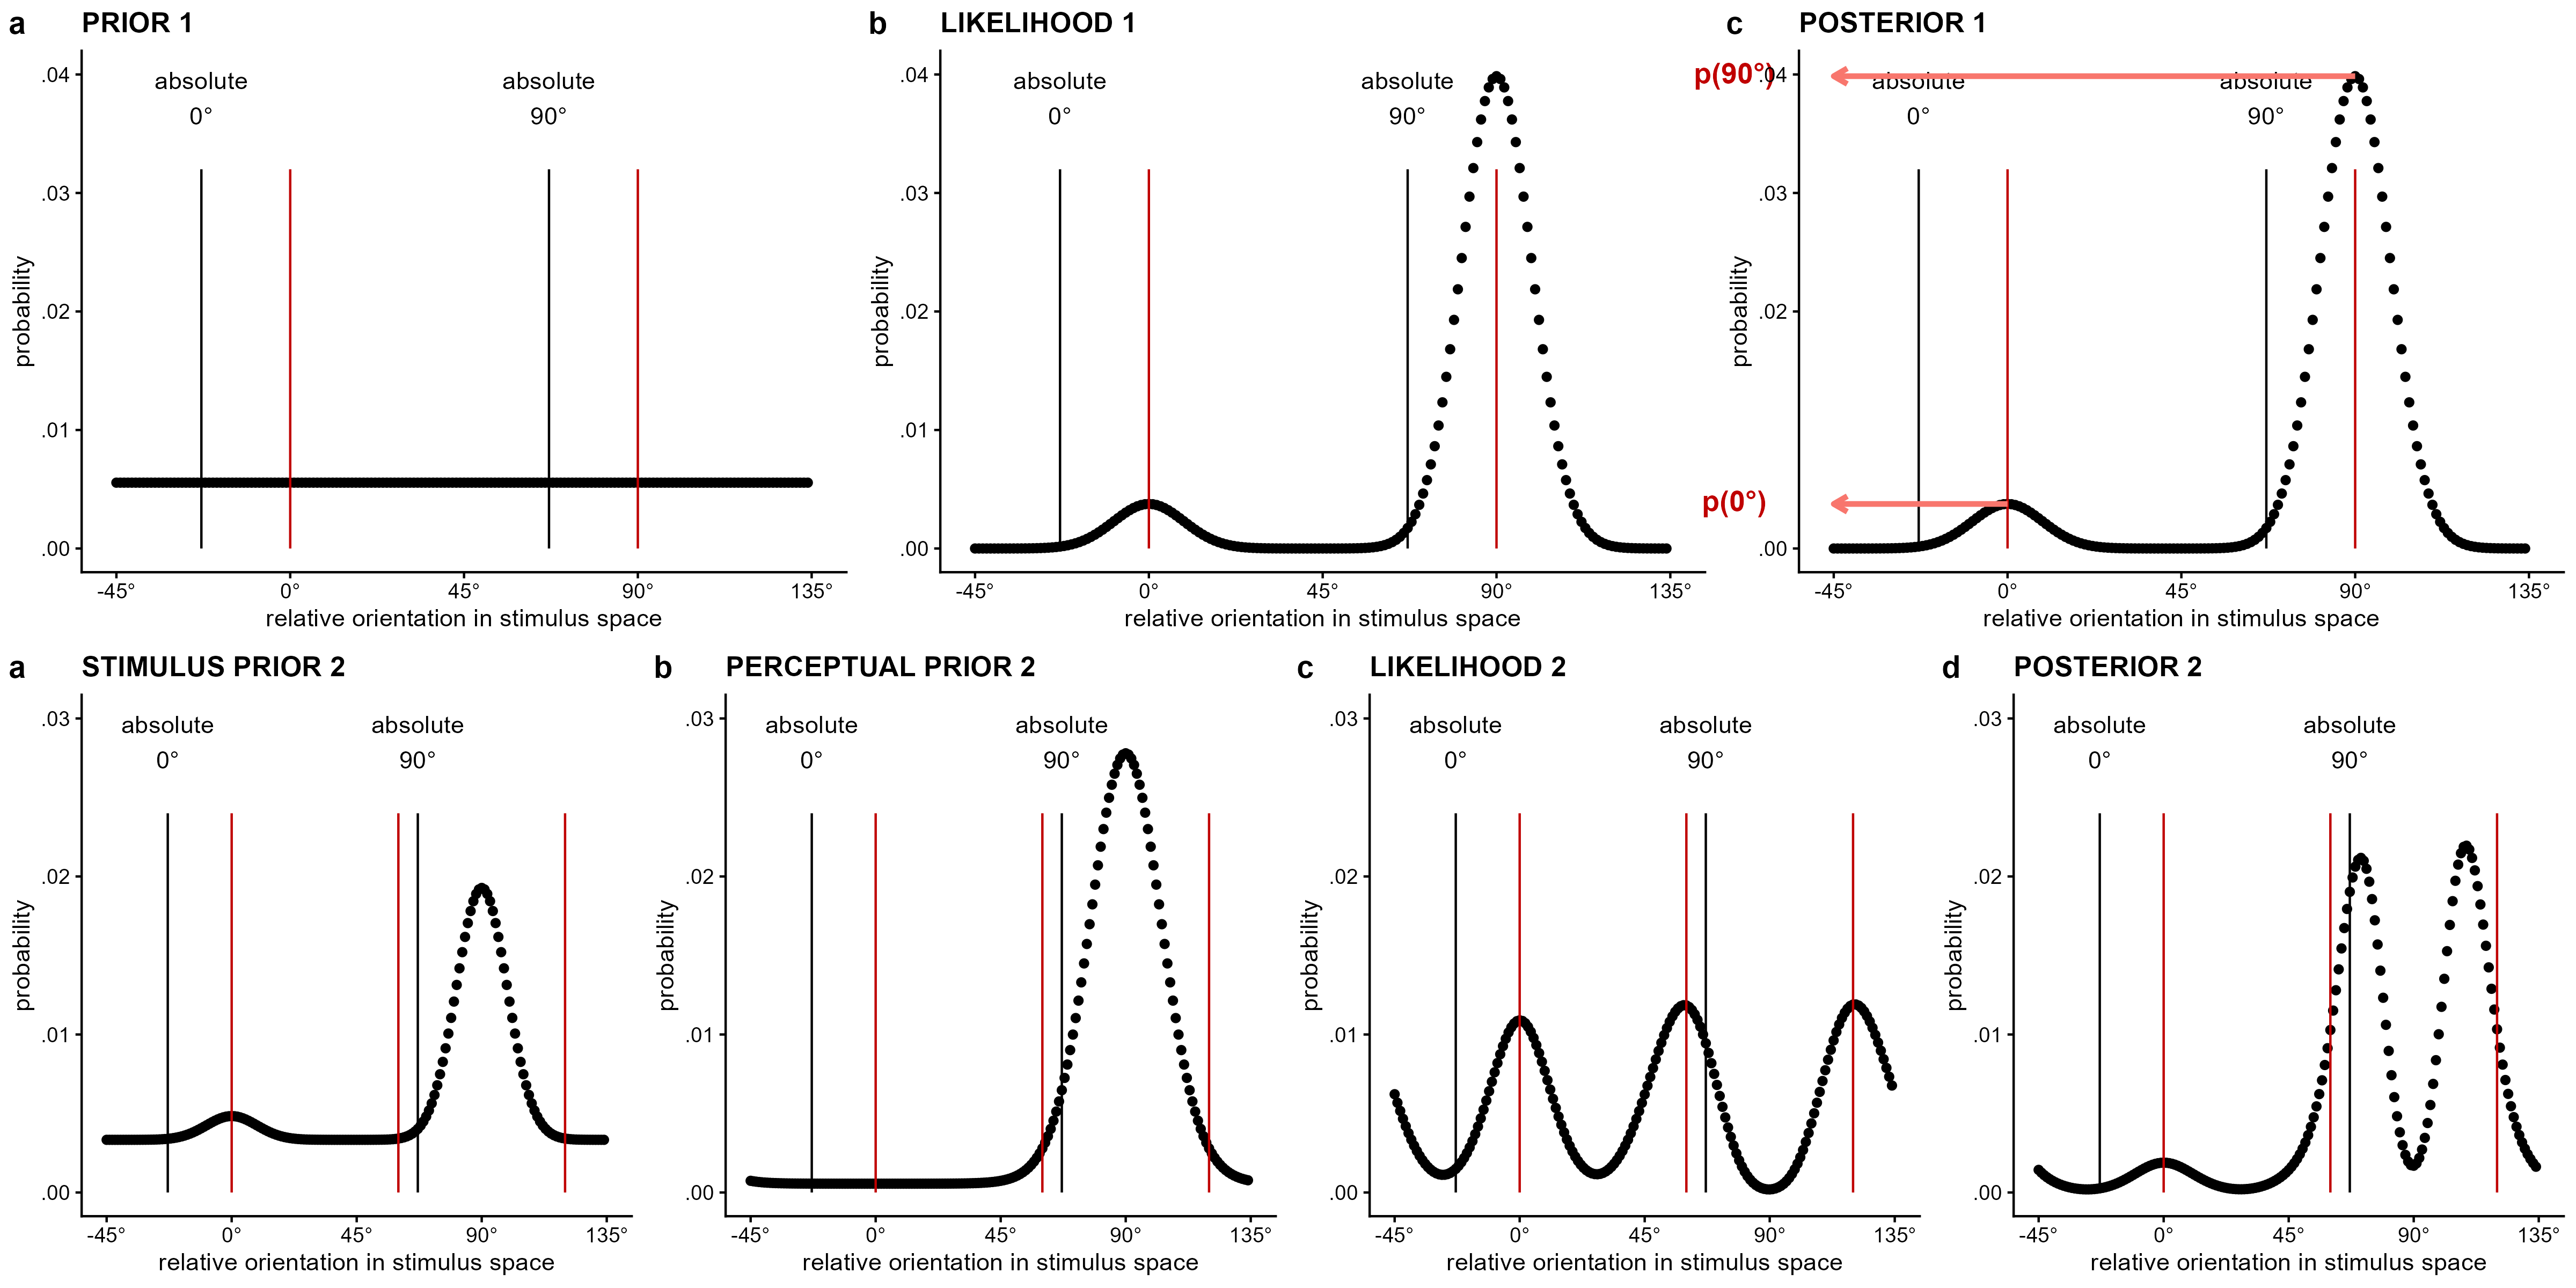 a PRIOR 1
.04
.03
.02
.01
.00
probability
absolute
0°
absolute
90°
-45° 0° 45° 90° 135°
relative orientation in stimulus space
b LIKELIHOOD 1
.04
.03
.02
.01
.00
probability
absolute
0°
absolute
90°
-45° 0° 45° 90° 135°
relative orientation in stimulus space
c POSTERIOR 1
p(90°)
.04
.03
.02
.01
p(0°)
.00
probability
absolute
0°
absolute
90°
-45° 0° 45° 90° 135°
relative orientation in stimulus space
a STIMULUS PRIOR 2
.03
.02
.01
.00
probability
absolute
0°
absolute
90°
-45° 0° 45° 90° 135°
relative orientation in stimulus space
b PERCEPTUAL PRIOR 2
.03
.02
.01
.00
probability
absolute
0°
absolute
90°
-45° 0° 45° 90° 135°
relative orientation in stimulus space
c LIKELIHOOD 2
.03
.02
.01
.00
probability
absolute
0°
absolute
90°
-45° 0° 45° 90° 135°
relative orientation in stimulus space
d POSTERIOR 2
.03
.02
.01
.00
probability
absolute
0°
absolute
90°
-45° 0° 45° 90° 135°
relative orientation in stimulus space